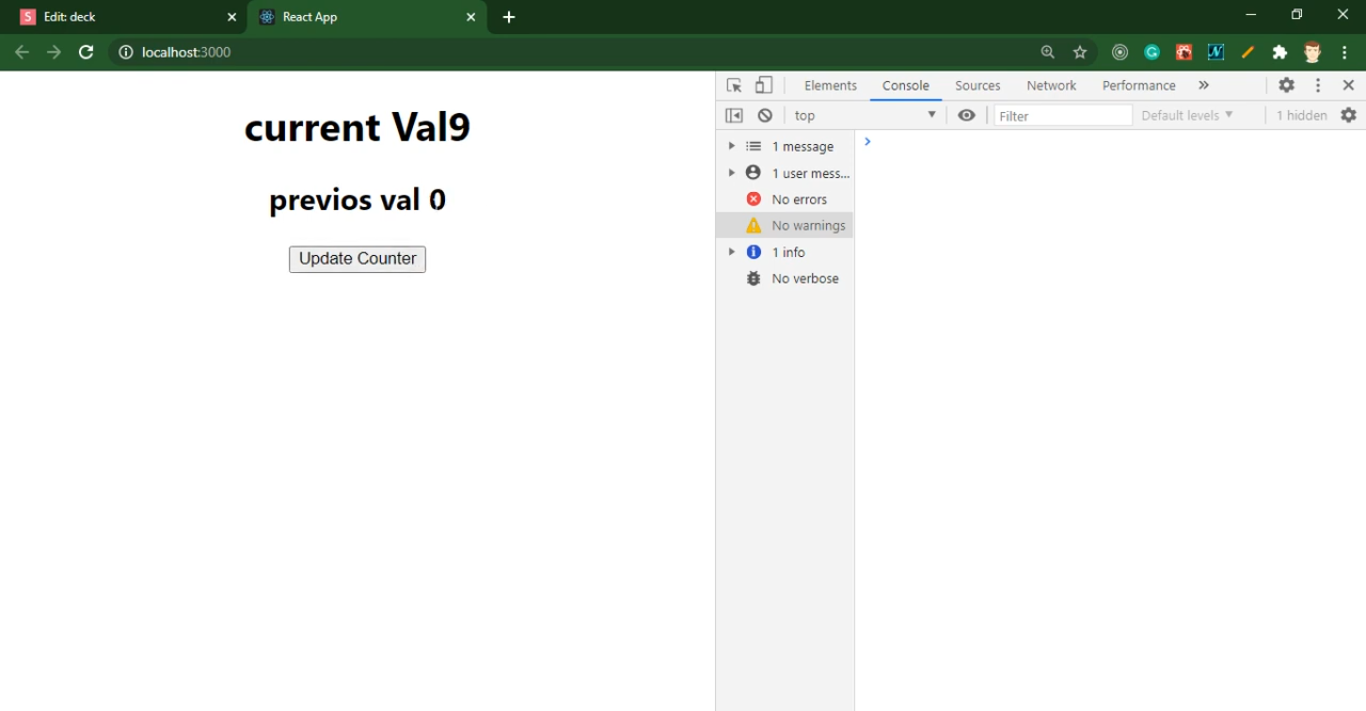 Edit: deck
React App
localhost:3000
current Val9
previos val 0
Update Counter
Elements
Console
Sources
Network
Performance
top
Filter
Default levels
1 hidden
1 message
1 user mess...
No errors
No warnings
1 info
No verbose